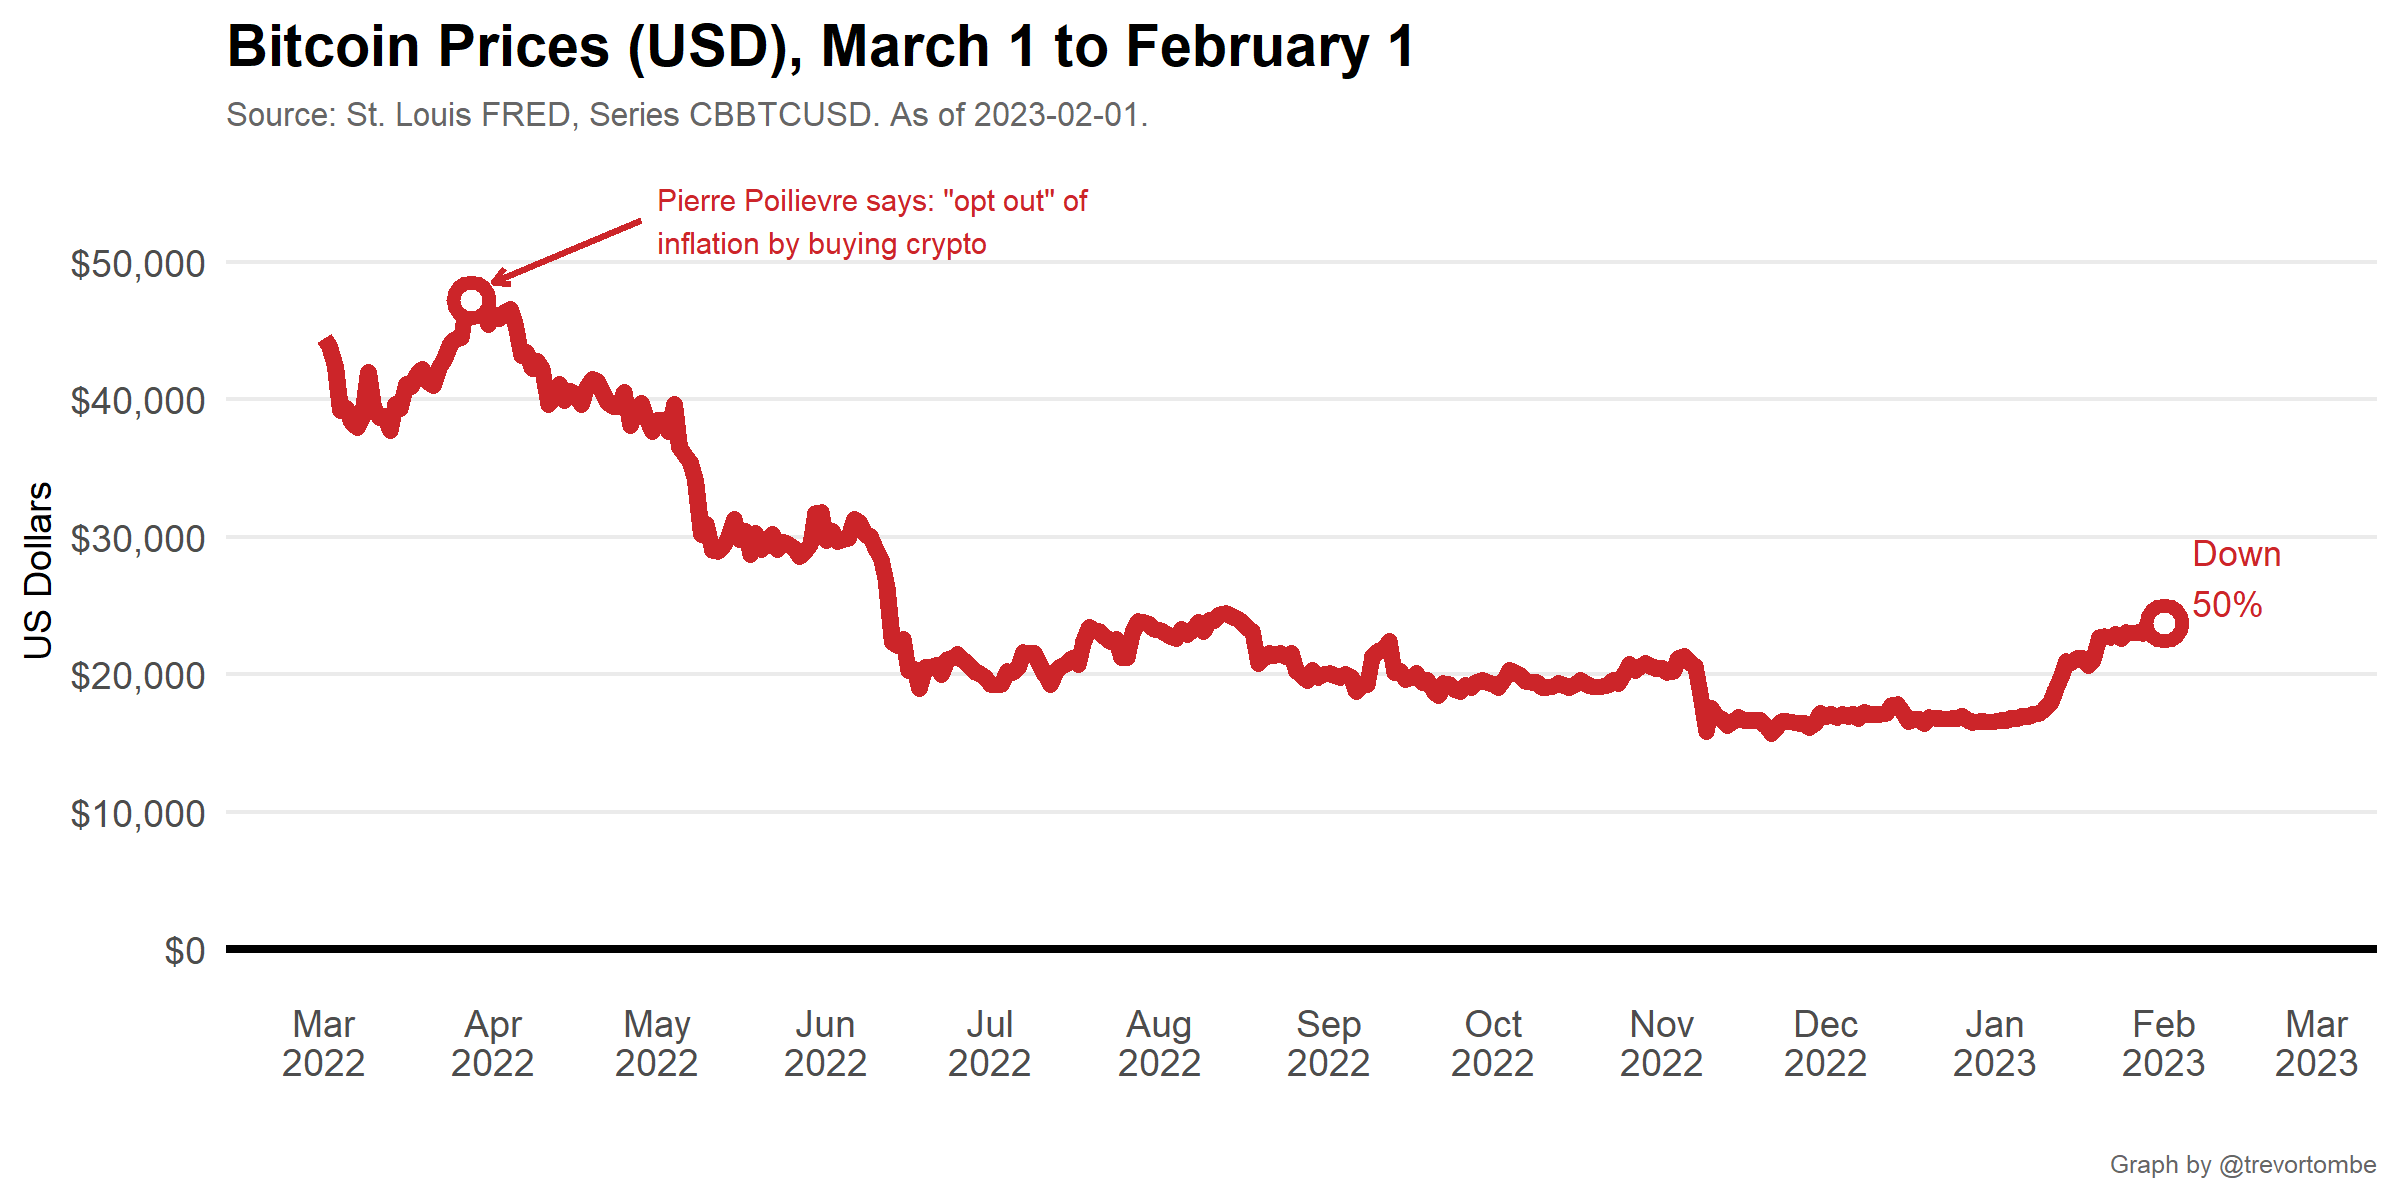 Bitcoin Prices (USD), March 1 to February 1
Source: St. Louis FRED, Series CBBTCUSD. As of 2023-02-01.
Pierre Poilievre says: "opt out" of
inflation by buying crypto
US Dollars
$50,000
$40,000
$30,000
$20,000
$10,000
$0
Down
50%
Mar Apr May Jun Jul Aug Sep Oct Nov Dec Jan Feb Mar
2022 2022 2022 2022 2022 2022 2022 2022 2022 2022 2023 2023 2023
Graph by @trevortombe